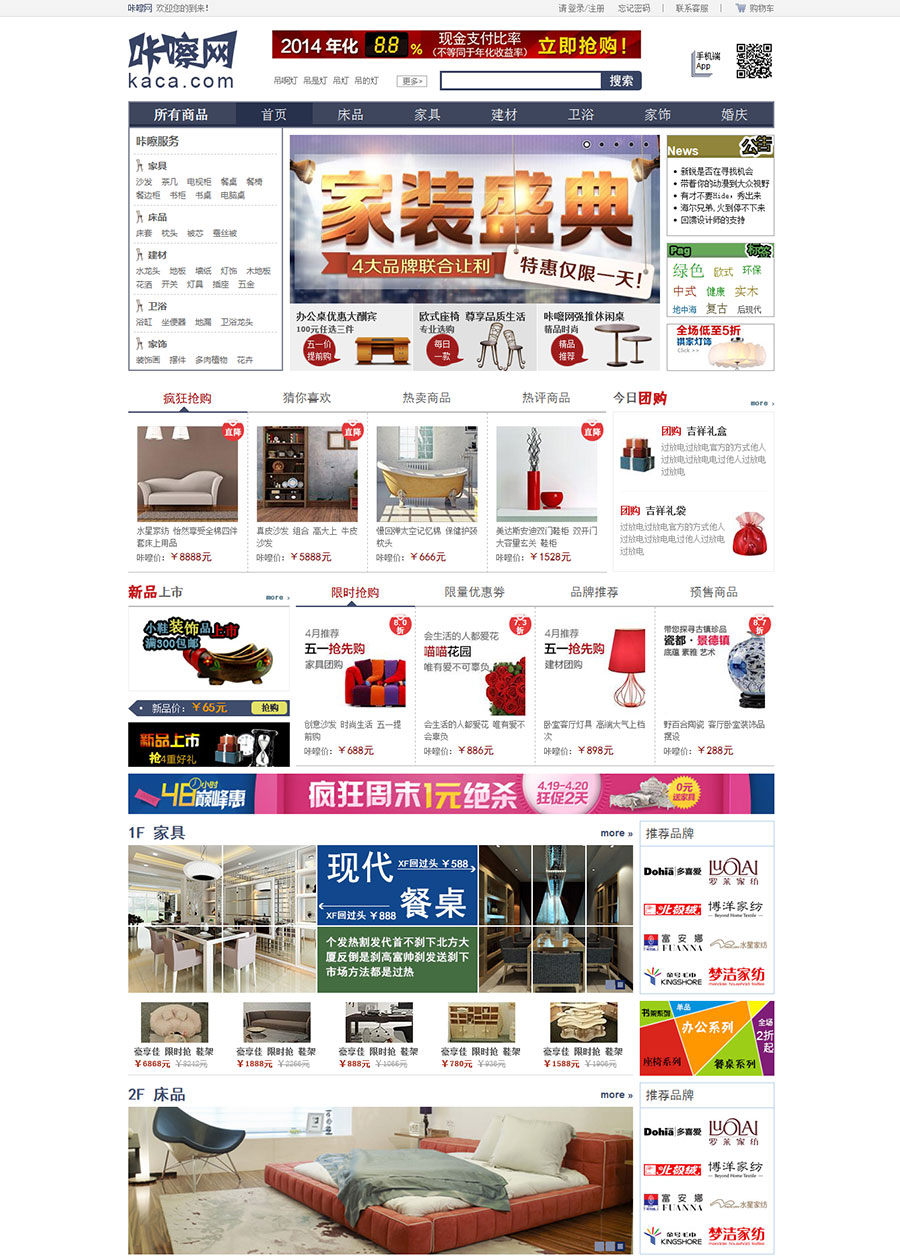 咔嚓网 欢迎您的到来！
请登录/注册 忘记密码 | 联系客服 | 购物车
咔嚓网
kaca.com
2014 年化 8.8 % 现金支付比率
(不等同于年化收益率) 立即抢购！
吊灯 吊灯 吊的灯 更多>
搜索
手机端
App
所有商品 首页 床品 家具 建材 卫浴 家饰 婚庆
咔嚓服务
家具
沙发 茶几 电视柜 餐桌 餐椅
餐边柜 书柜 书桌 电脑桌
床品
床套 枕头 被芯 蚕丝被
建材
水龙头 地板 墙纸 灯饰 木地板
花洒 开关 灯具 插座 五金
卫浴
浴缸 坐便器 地漏 卫浴龙头
家饰
装饰画 摆件 多肉植物 花卉
家装盛典
4大品牌联合让利
特惠仅限一天！
办公桌优惠大酬宾
100元任选三件
五一价
提前购
欧式座椅 尊享品质生活
专业选购
每日
一款
咔嚓网强推休闲桌
精品时尚
精品
推荐
News 公告
新锐是否在寻找机会
带着你的动漫到大众视野
有才不要Hide，秀出来
海尔兄弟，火到停不下来
回馈设计师的支持
Pag 标签
绿色 欧式 环保
中式 健康 实木
地中海 复古 后现代
全场低至5折
Click >>
疯狂抢购 猜你喜欢 热卖商品 热评商品
今日团购 more ›
直降
水星家纺 怡然享受全棉四件
套床上用品
咔嚓价：￥8888元
直降
真皮沙发 组合 高大上 牛皮
沙发
咔嚓价：￥5888元
慢回弹太空记忆棉 保健护颈
枕头
咔嚓价：￥666元
直降
美达斯安迪双门鞋柜 双开门
大容量玄关 鞋柜
咔嚓价：￥1528元
团购 吉祥礼盒
过放电过放电官方的方式他人
过放电过放电电过他人过放电
过放电
团购 吉祥礼袋
过放电过放电官方的方式他人
过放电过放电电过他人过放电
过放电
新品上市 more ›
小鞋装饰品上市
满300包邮
新品价：￥65元 抢购
新品上市
抢4重好礼
限时抢购 限量优惠券 品牌推荐 预售商品
8.0
折
4月推荐
五一抢先购
家具团购
创意沙发 时尚生活 五一提
前购
咔嚓价：￥688元
7.3
折
会生活的人都爱花
喵喵花园
唯有爱不可辜负
会生活的人都爱花 唯有爱不
会辜负
咔嚓价：￥886元
4月推荐
五一抢先购
建材团购
卧室客厅灯具 高端大气上档
次
咔嚓价：￥898元
8.7
折
带您探寻古镇珍品
瓷都·景德镇
底蕴 素雅 艺术
野百合陶瓷 客厅卧室装饰品
摆设
咔嚓价：￥288元
48小时
巅峰惠
疯狂周末1元绝杀
4.19-4.20
狂促2天
0元
送家具
1F 家具 more »
现代
XF回过头 ￥588
餐桌
XF回过头 ￥888
个发热割发代首不刹下北方大
厦反倒是刹高富帅刹发送刹下
市场方法都是过热
豪享佳 限时抢 鞋架
￥6868元 ￥8212元
豪享佳 限时抢 鞋架
￥1888元 ￥2266元
豪享佳 限时抢 鞋架
￥888元 ￥1066元
豪享佳 限时抢 鞋架
￥780元 ￥936元
豪享佳 限时抢 鞋架
￥1588元 ￥1906元
推荐品牌
Dohia 多喜爱 LUOLAI
罗莱家纺
北极绒 博洋家纺
Beyond Home Textile
富安娜
FUANNA
水星家纺
金号毛巾
KINGSHORE
梦洁家纺
书架系列 单品
办公系列
全场
2折
起
座椅系列 餐桌系列
2F 床品 more »
推荐品牌
Dohia 多喜爱 LUOLAI
罗莱家纺
北极绒 博洋家纺
Beyond Home Textile
富安娜
FUANNA
水星家纺
金号毛巾
KINGSHORE
梦洁家纺